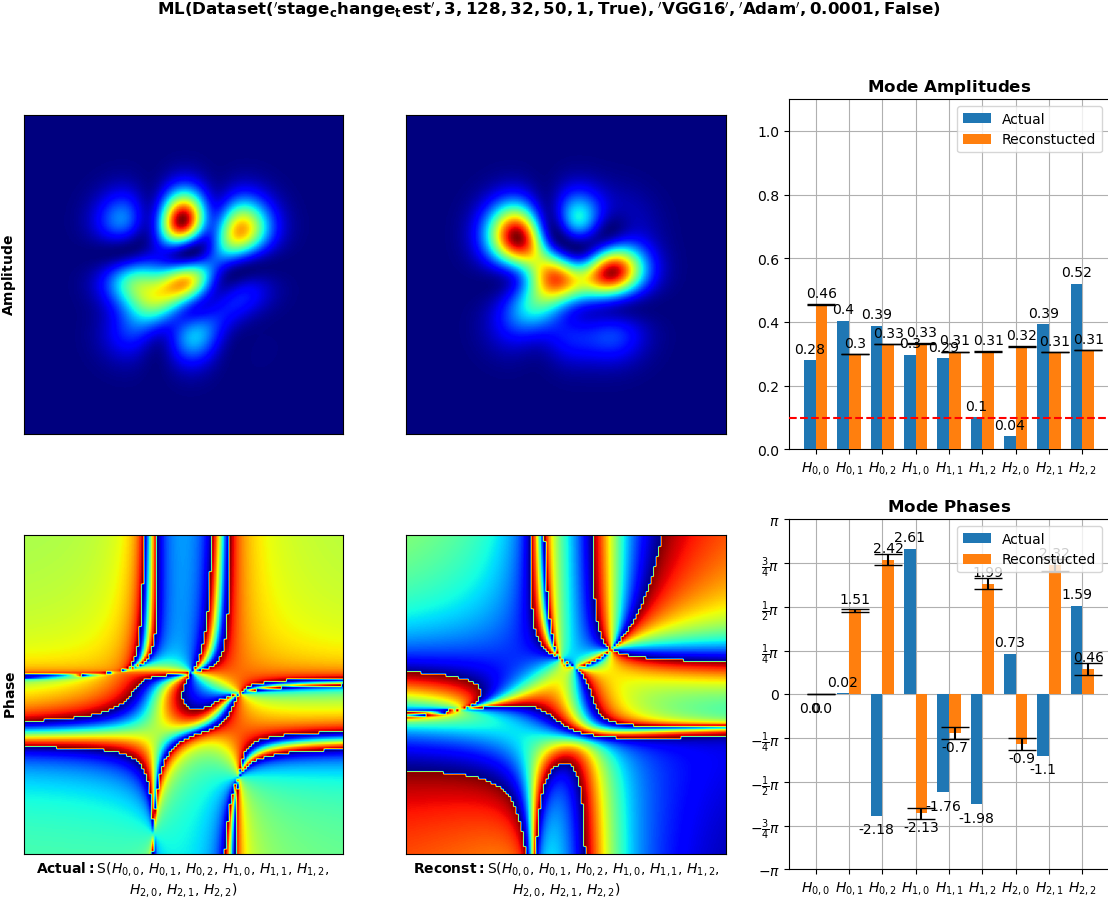 ML(Dataset('stage_change_test', 3, 128, 32, 50, 1, True), 'VGG16', 'Adam', 0.0001, False)
Mode Amplitudes
Amplitude
Actual
Reconstucted
1.0
0.8
0.6
0.4
0.2
0.0
0.28 0.46 0.4 0.3 0.39 0.33 0.3 0.33 0.29 0.31 0.1 0.31 0.04 0.32 0.39 0.31 0.52 0.31
H0,0 H0,1 H0,2 H1,0 H1,1 H1,2 H2,0 H2,1 H2,2
Mode Phases
Phase
Actual
Reconstucted
π
3/4π
1/2π
1/4π
0
−1/4π
−1/2π
−3/4π
−π
0.0 0.0 0.02 1.51 -2.18 2.42 2.61 -2.13 -1.76 -0.7 -1.98 1.99 0.73 -0.9 -1.1 2.32 1.59 0.46
H0,0 H0,1 H0,2 H1,0 H1,1 H1,2 H2,0 H2,1 H2,2
Actual: S(H0,0, H0,1, H0,2, H1,0, H1,1, H1,2,
H2,0, H2,1, H2,2)
Reconst: S(H0,0, H0,1, H0,2, H1,0, H1,1, H1,2,
H2,0, H2,1, H2,2)